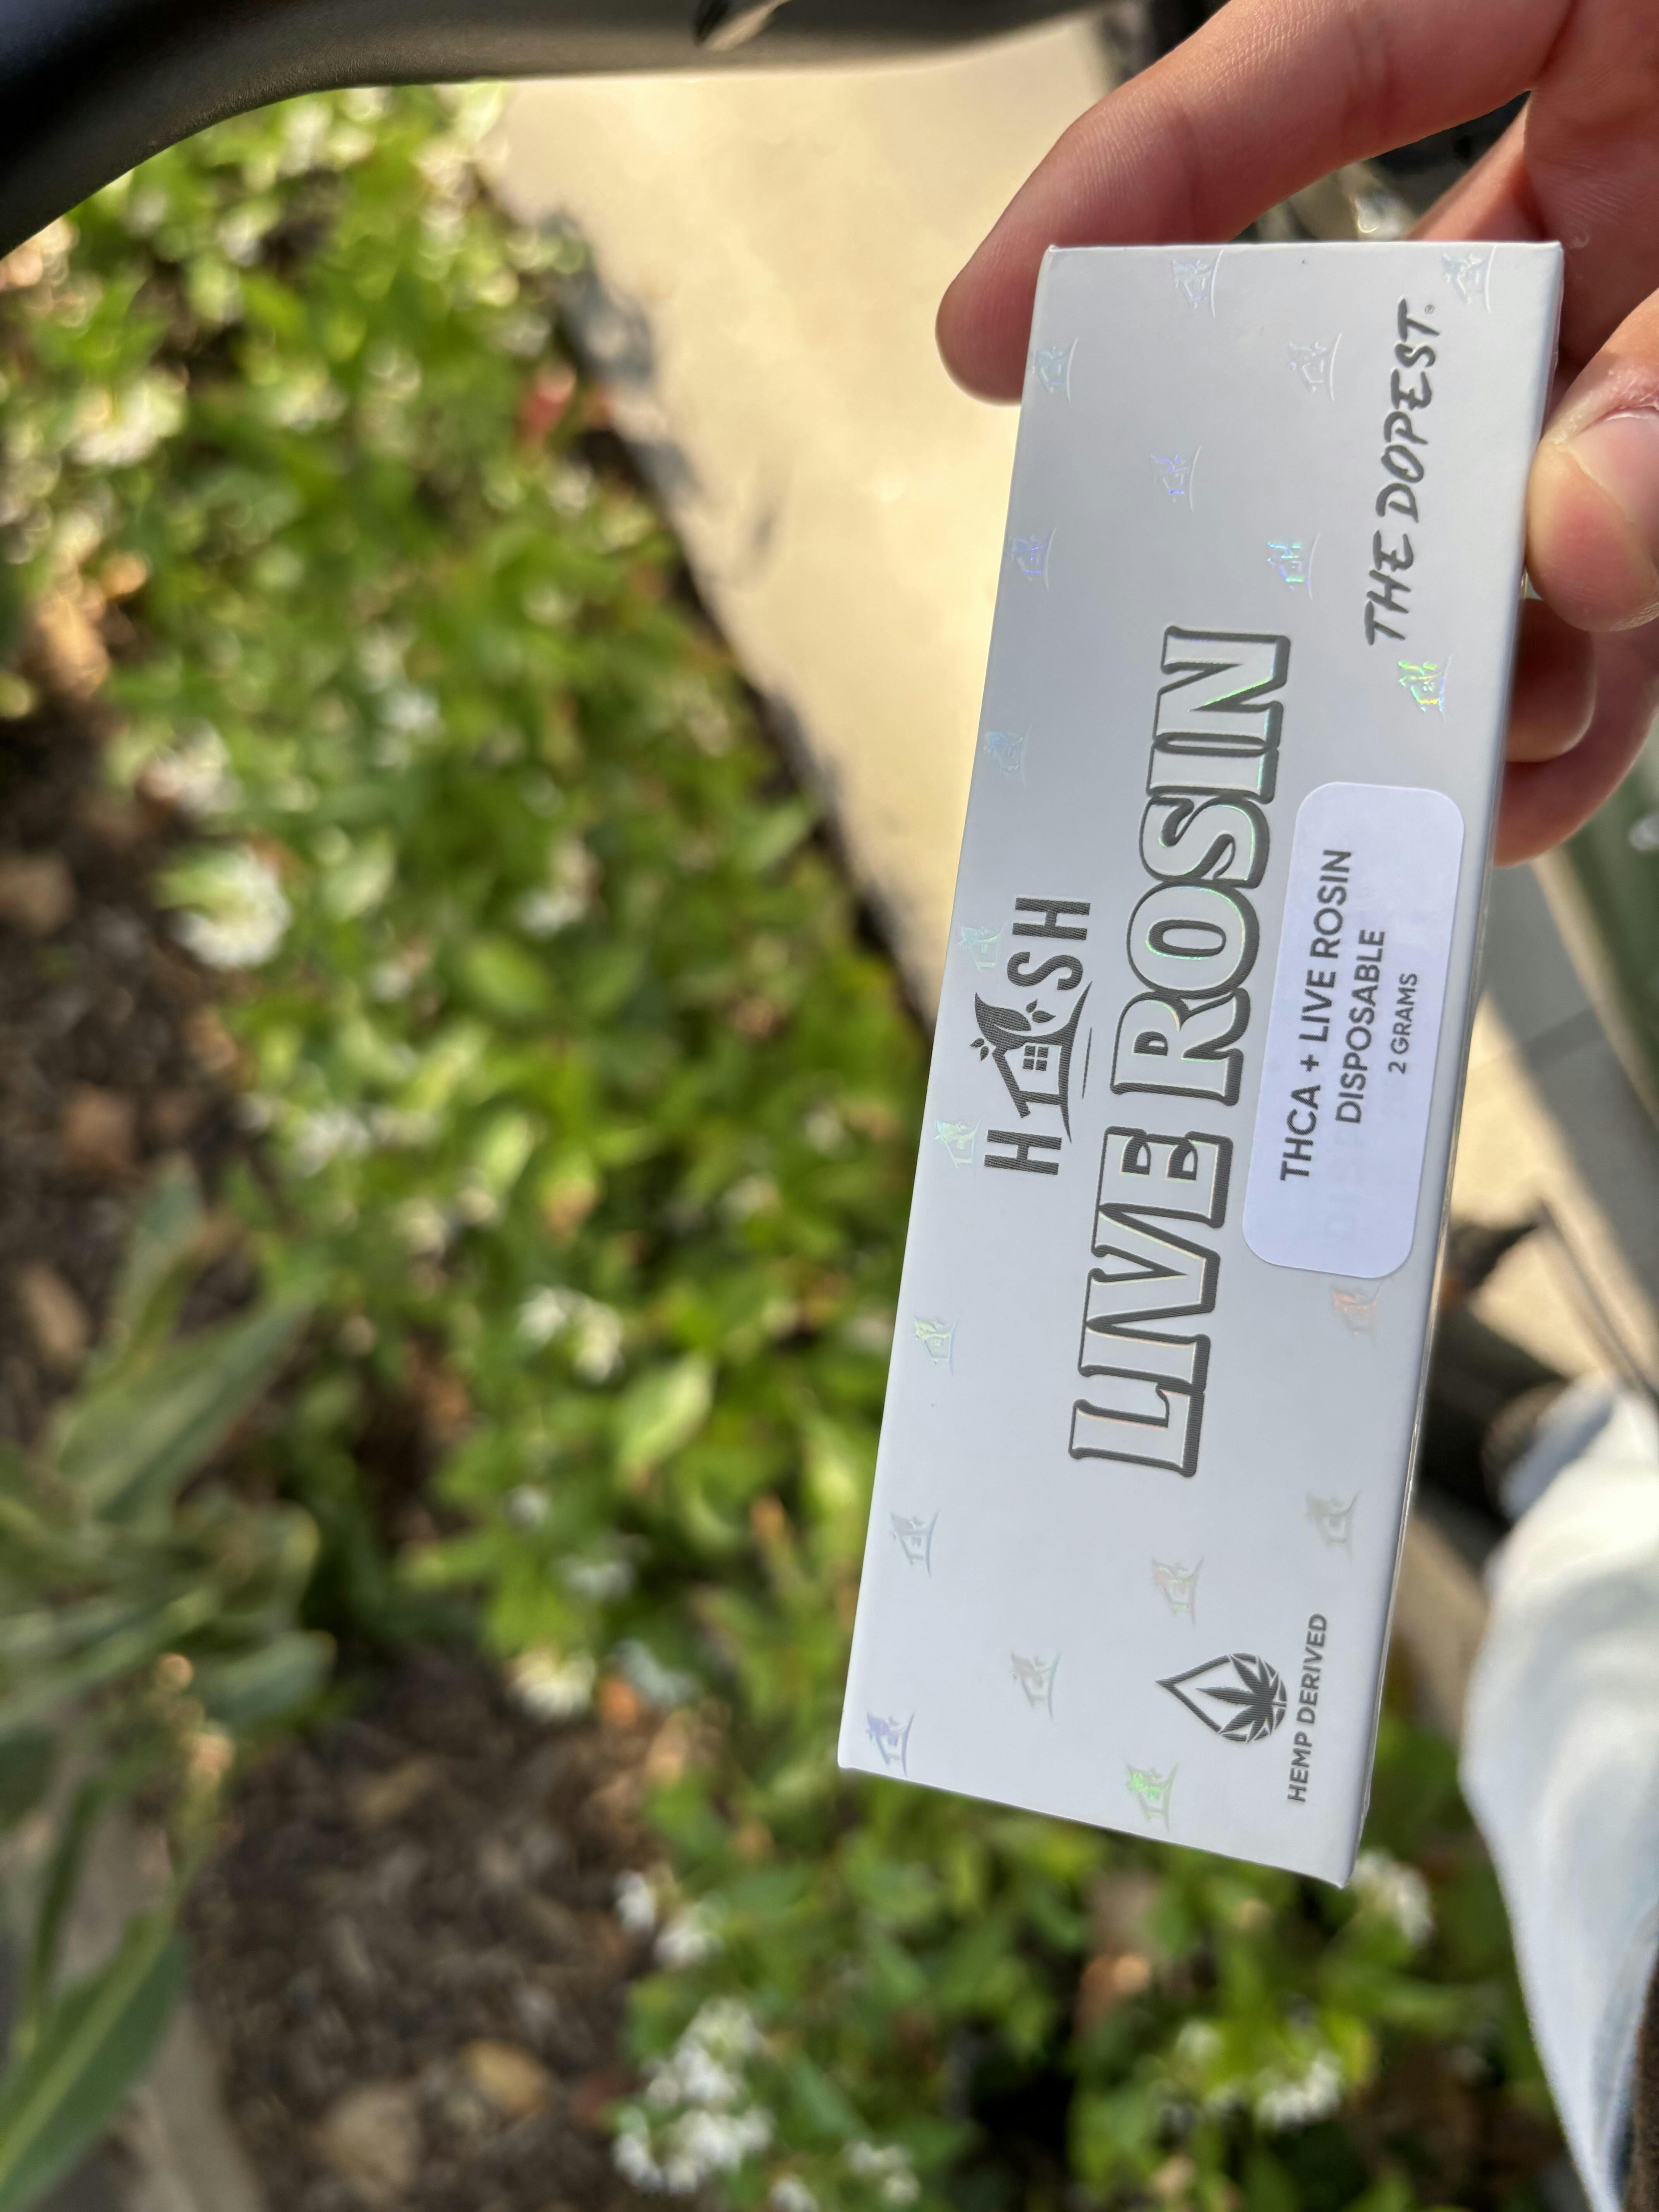 HASH
LIVE ROSIN
THCA + LIVE ROSIN
DISPOSABLE
2 GRAMS
HEMP DERIVED
THE DOPEST